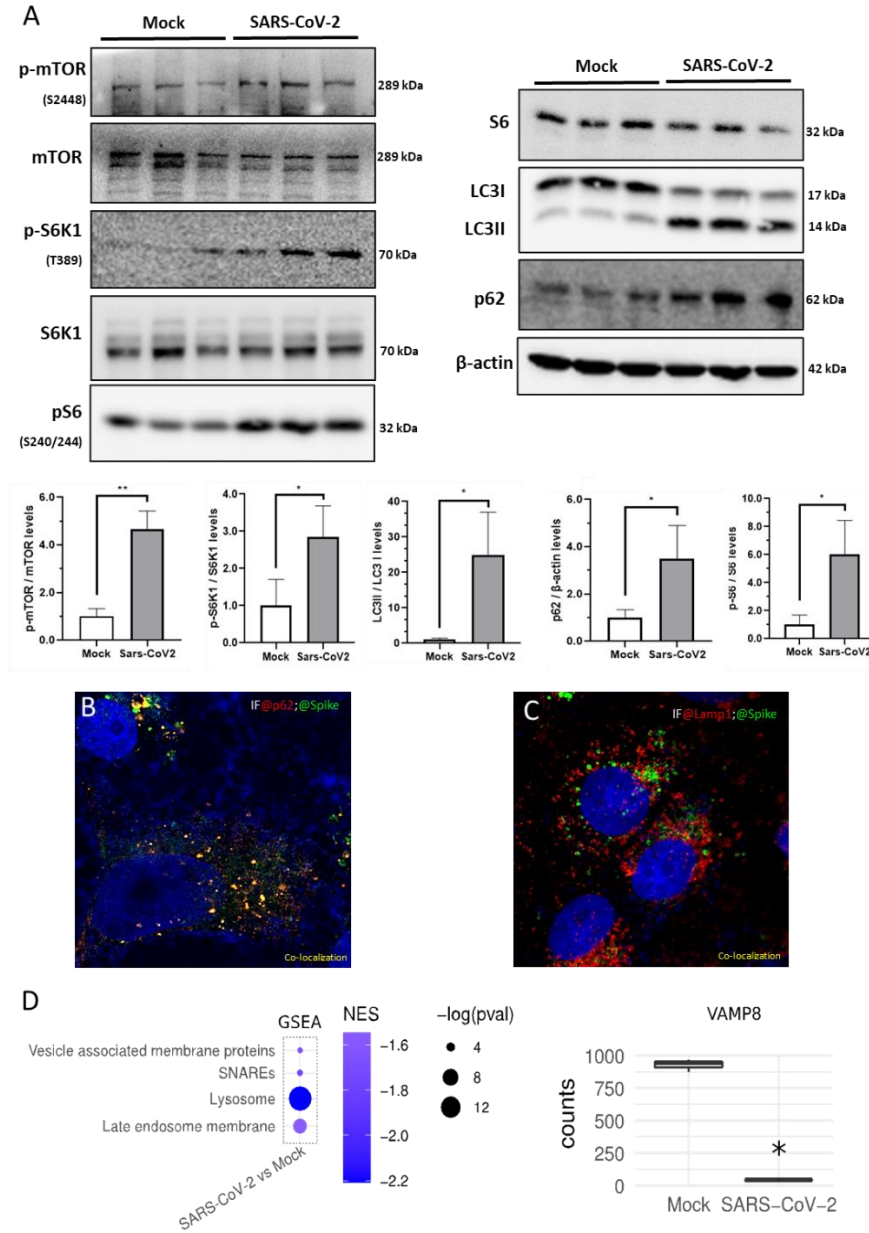 A
Mock SARS-CoV-2
p-mTOR
(S2448)
289 kDa
mTOR
289 kDa
p-S6K1
(T389)
70 kDa
S6K1
70 kDa
pS6
(S240/244)
32 kDa
Mock SARS-CoV-2
S6
32 kDa
LC3I
17 kDa
LC3II
14 kDa
p62
62 kDa
β-actin
42 kDa
p-mTOR / mTOR levels
6.0
4.0
2.0
0.0
**
Mock Sars-CoV2
p-S6K1 / S6K1 levels
4.0
3.0
2.0
1.0
0.0
*
Mock Sars-CoV2
LC3II / LC3 I levels
40
30
20
10
0
*
Mock Sars-CoV2
p62 / β-actin levels
6.0
4.0
2.0
0.0
*
Mock Sars-CoV2
p-S6 / S6 levels
10.0
8.0
6.0
4.0
2.0
0.0
*
Mock Sars-CoV2
B
IF@p62;@Spike
Co-localization
C
IF@Lamp1;@Spike
Co-localization
D
GSEA
Vesicle associated membrane proteins
SNAREs
Lysosome
Late endosome membrane
SARS-CoV-2 vs Mock
NES
−1.6
−1.8
−2.0
−2.2
−log(pval)
4
8
12
VAMP8
counts
1000
750
500
250
0
*
Mock SARS−CoV−2